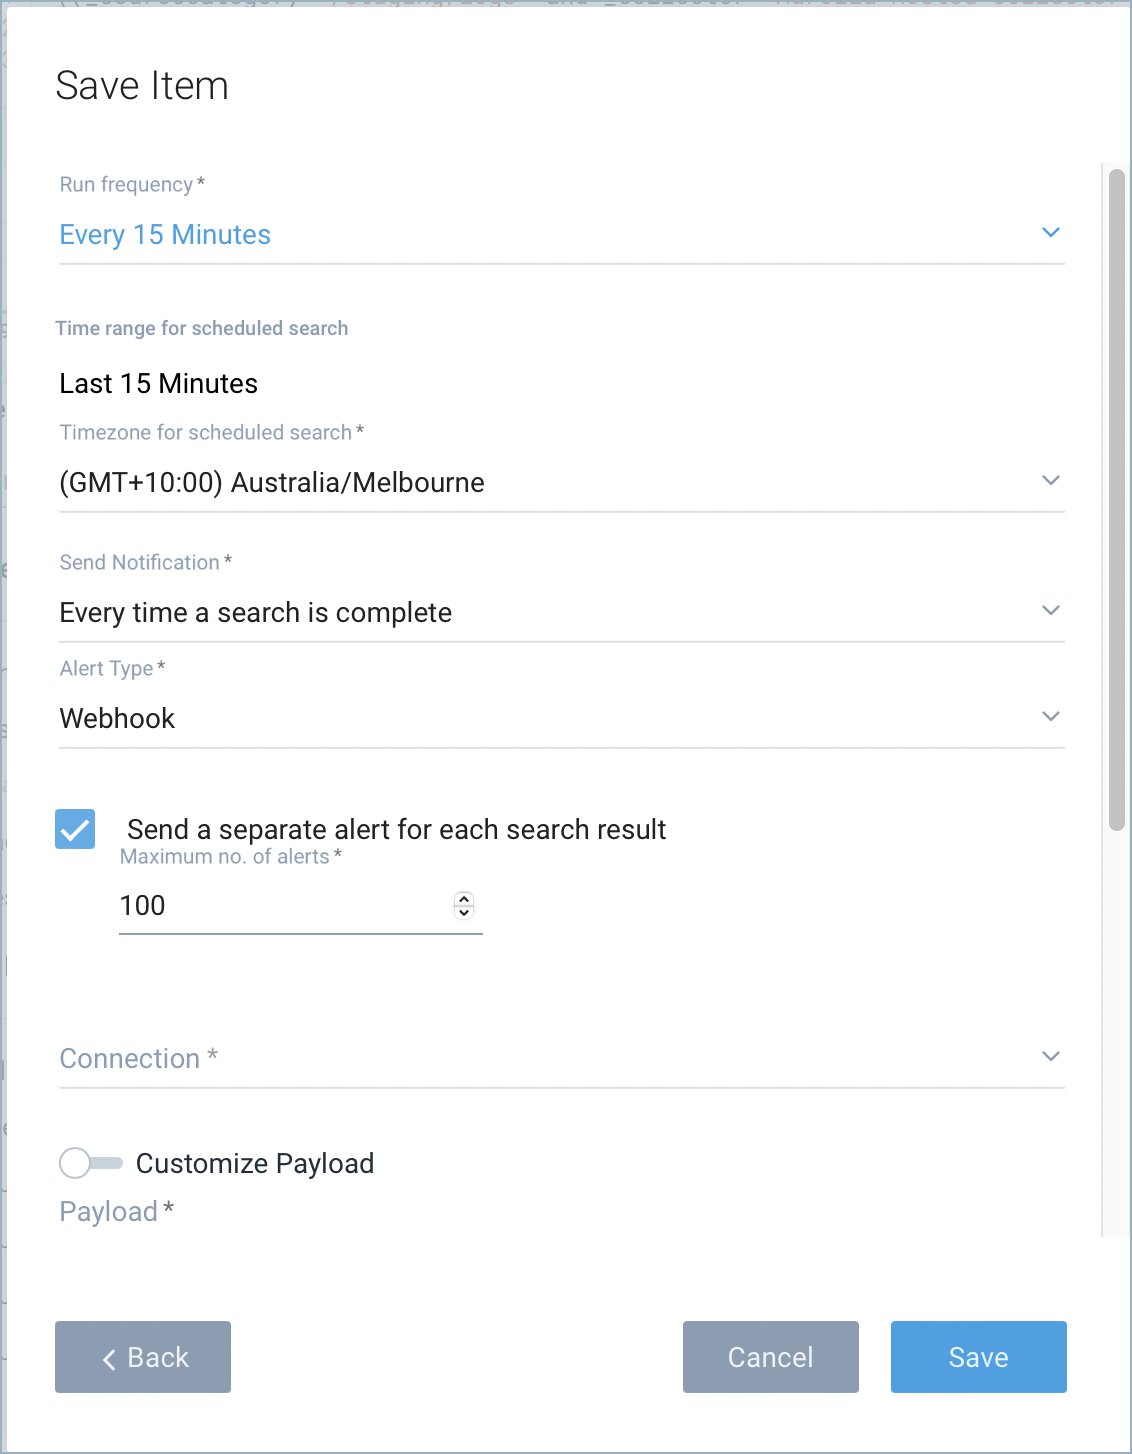 Save Item
Run frequency *
Every 15 Minutes
Time range for scheduled search
Last 15 Minutes
Timezone for scheduled search *
(GMT+10:00) Australia/Melbourne
Send Notification *
Every time a search is complete
Alert Type *
Webhook
Send a separate alert for each search result
Maximum no. of alerts *
100
Connection *
Customize Payload
Payload *
Back
Cancel
Save